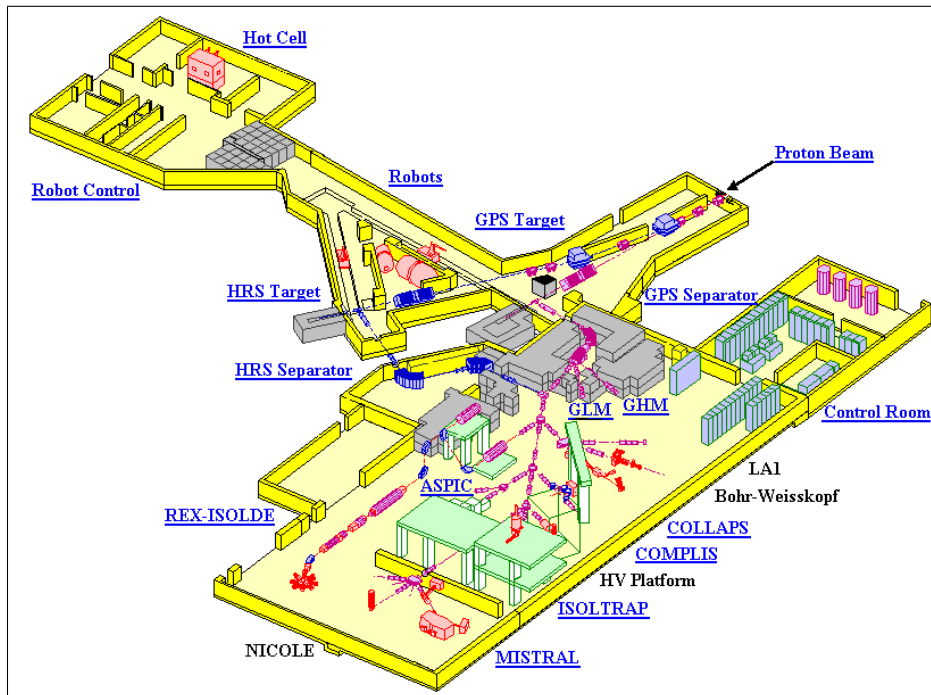 Hot Cell
Proton Beam
Robot Control
Robots
GPS Target
HRS Target
GPS Separator
HRS Separator
GLM
GHM
Control Room
ASPIC
LA1
Bohr-Weisskopf
REX-ISOLDE
COLLAPS
COMPLIS
HV Platform
ISOLTRAP
NICOLE
MISTRAL